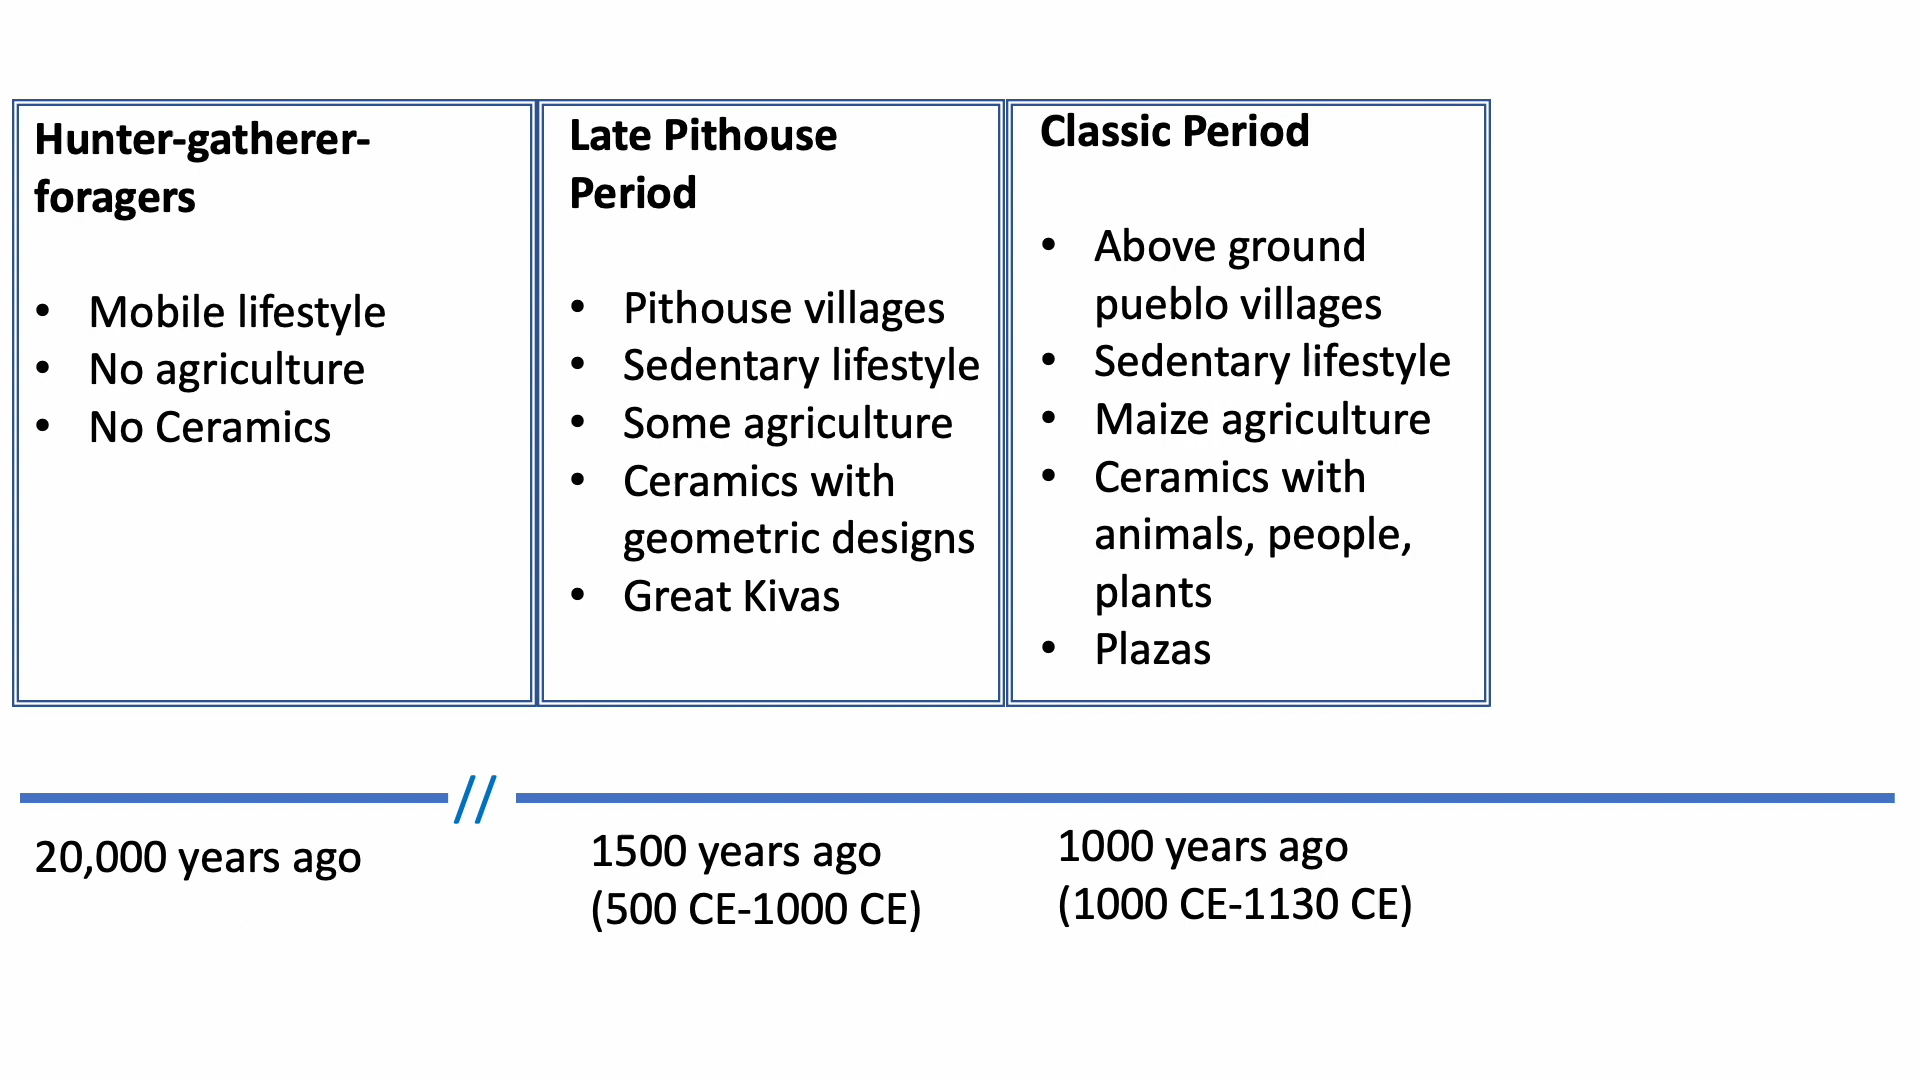 Hunter-gatherer-
foragers
• Mobile lifestyle
• No agriculture
• No Ceramics
Late Pithouse
Period
• Pithouse villages
• Sedentary lifestyle
• Some agriculture
• Ceramics with
geometric designs
• Great Kivas
Classic Period
• Above ground
pueblo villages
• Sedentary lifestyle
• Maize agriculture
• Ceramics with
animals, people,
plants
• Plazas
//
20,000 years ago
1500 years ago
(500 CE-1000 CE)
1000 years ago
(1000 CE-1130 CE)